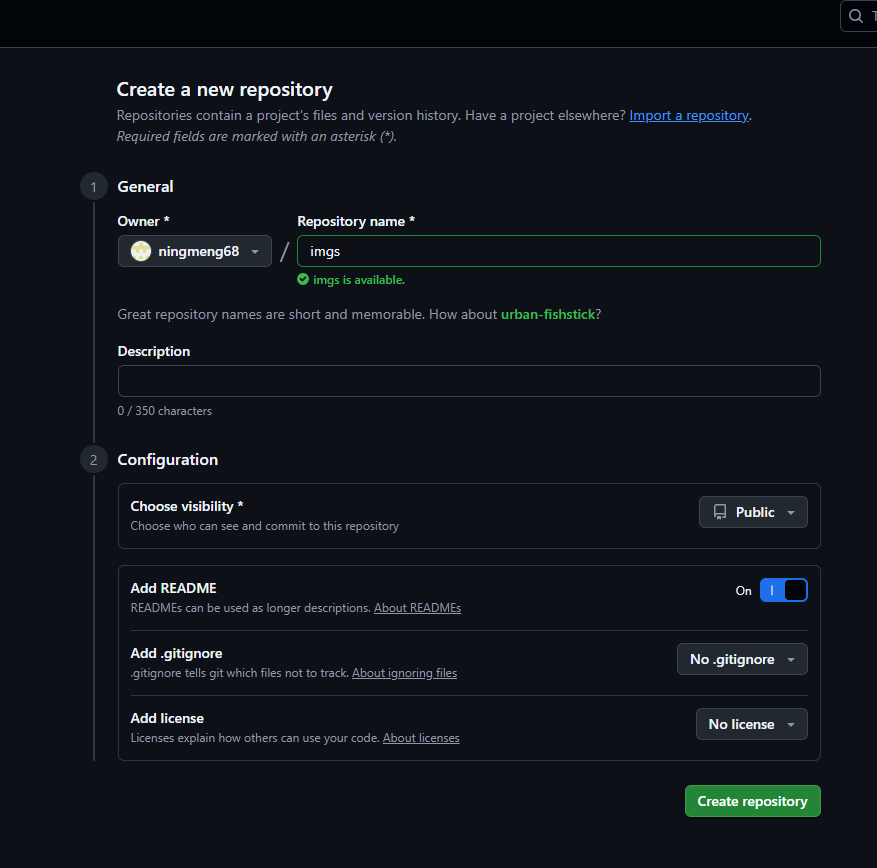 Create a new repository
Repositories contain a project's files and version history. Have a project elsewhere? Import a repository.
Required fields are marked with an asterisk (*).
1 General
Owner * Repository name *
ningmeng68 / imgs
imgs is available.
Great repository names are short and memorable. How about urban-fishstick?
Description
0 / 350 characters
2 Configuration
Choose visibility *
Public
Choose who can see and commit to this repository
Add README
On
READMEs can be used as longer descriptions. About READMEs
Add .gitignore
No .gitignore
.gitignore tells git which files not to track. About ignoring files
Add license
No license
Licenses explain how others can use your code. About licenses
Create repository